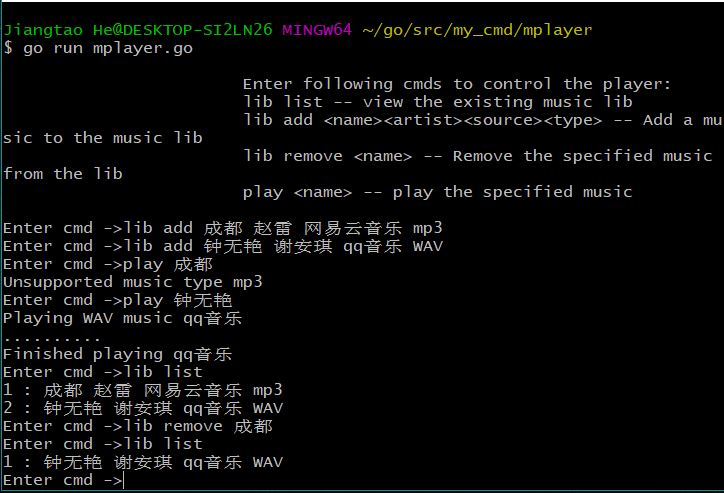 Jiangtao He@DESKTOP-SI2LN26 MINGW64 ~/go/src/my_cmd/mplayer
$ go run mplayer.go
Enter following cmds to control the player:
lib list -- view the existing music lib
lib add <name><artist><source><type> -- Add a mu
sic to the music lib
lib remove <name> -- Remove the specified music
from the lib
play <name> -- play the specified music
Enter cmd ->lib add 成都 赵雷 网易云音乐 mp3
Enter cmd ->lib add 钟无艳 谢安琪 qq音乐 WAV
Enter cmd ->play 成都
Unsupported music type mp3
Enter cmd ->play 钟无艳
Playing WAV music qq音乐
..........
Finished playing qq音乐
Enter cmd ->lib list
1 : 成都 赵雷 网易云音乐 mp3
2 : 钟无艳 谢安琪 qq音乐 WAV
Enter cmd ->lib remove 成都
Enter cmd ->lib list
1 : 钟无艳 谢安琪 qq音乐 WAV
Enter cmd ->